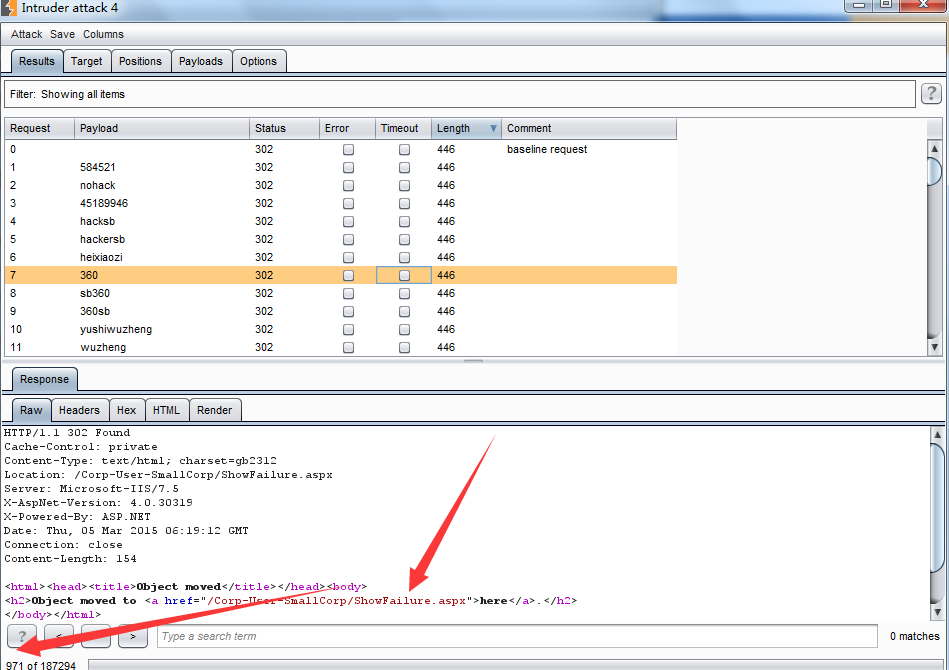 Intruder attack 4
Attack Save Columns
Results Target Positions Payloads Options
Filter: Showing all items ?
Request Payload Status Error Timeout Length Comment
0 302 446 baseline request
1 584521 302 446
2 nohack 302 446
3 45189946 302 446
4 hacksb 302 446
5 hackersb 302 446
6 heixiaozi 302 446
7 360 302 446
8 sb360 302 446
9 360sb 302 446
10 yushiwuzheng 302 446
11 wuzheng 302 446
Response
Raw Headers Hex HTML Render
HTTP/1.1 302 Found
Cache-Control: private
Content-Type: text/html; charset=gb2312
Location: /Corp-User-SmallCorp/ShowFailure.aspx
Server: Microsoft-IIS/7.5
X-AspNet-Version: 4.0.30319
X-Powered-By: ASP.NET
Date: Thu, 05 Mar 2015 06:19:12 GMT
Connection: close
Content-Length: 154
<html><head><title>Object moved</title></head><body>
<h2>Object moved to <a href="/Corp-User-SmallCorp/ShowFailure.aspx">here</a>.</h2>
</body></html>
? < > Type a search term 0 matches
971 of 187294